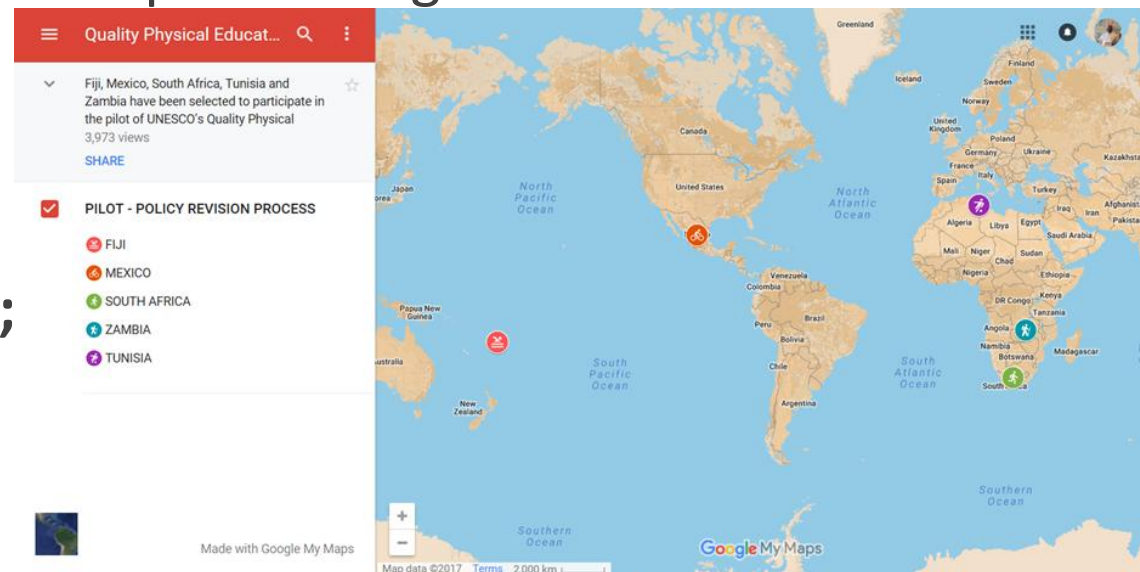 Quality Physical Educat...
Fiji, Mexico, South Africa, Tunisia and
Zambia have been selected to participate in
the pilot of UNESCO's Quality Physical
3,973 views
SHARE
PILOT - POLICY REVISION PROCESS
FIJI
MEXICO
SOUTH AFRICA
ZAMBIA
TUNISIA
Made with Google My Maps
;
Greenland
Iceland
Finland
Sweden
Norway
United
Kingdom
Poland
Germany
Ukraine
Kazakhsta
France
Italy
Spain
Turkey
Afghanist
Iraq
Iran
Pakista
Algeria
Libya
Egypt
Saudi Arabia
Mali
Niger
Sudan
Chad
Nigeria
Ethiopia
DR Congo
Kenya
Tanzania
Angola
Namibia
Botswana
Madagascar
South
Canada
United States
Japan
orea
North
Pacific
Ocean
North
Atlantic
Ocean
Venezuela
Colombia
Peru
Brazil
Bolivia
Chile
Argentina
Papua New
Guinea
ustralia
New
Zealand
South
Pacific
Ocean
South
Atlantic
Ocean
Southern
Ocean
Southern
Ocean
+
−
Google My Maps
Map data ©2017 Terms 2,000 km